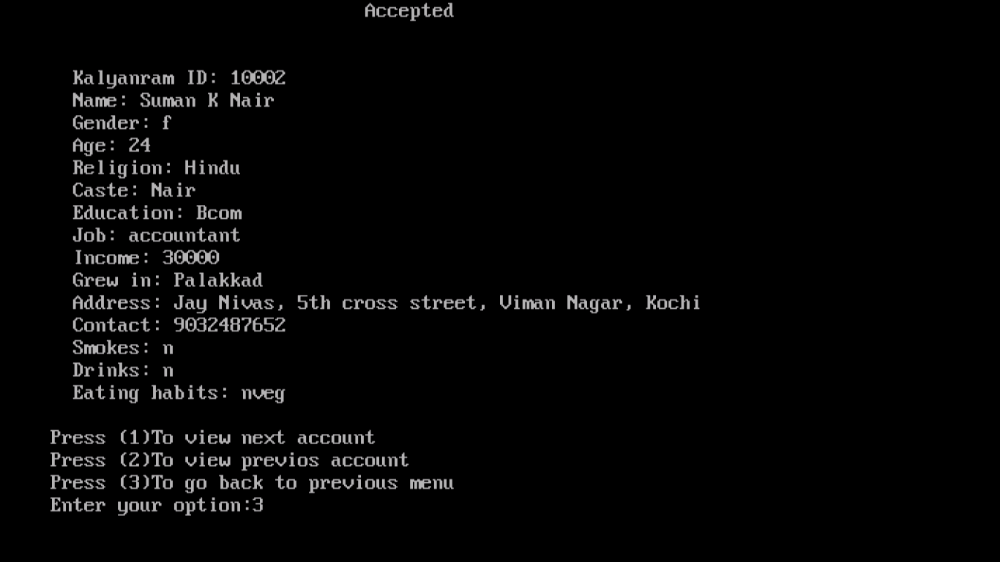 Accepted
Kalyanram ID: 10002
Name: Suman K Nair
Gender: f
Age: 24
Religion: Hindu
Caste: Nair
Education: Bcom
Job: accountant
Income: 30000
Grew in: Palakkad
Address: Jay Nivas, 5th cross street, Viman Nagar, Kochi
Contact: 9032487652
Smokes: n
Drinks: n
Eating habits: nveg
Press (1)To view next account
Press (2)To view previos account
Press (3)To go back to previous menu
Enter your option:3